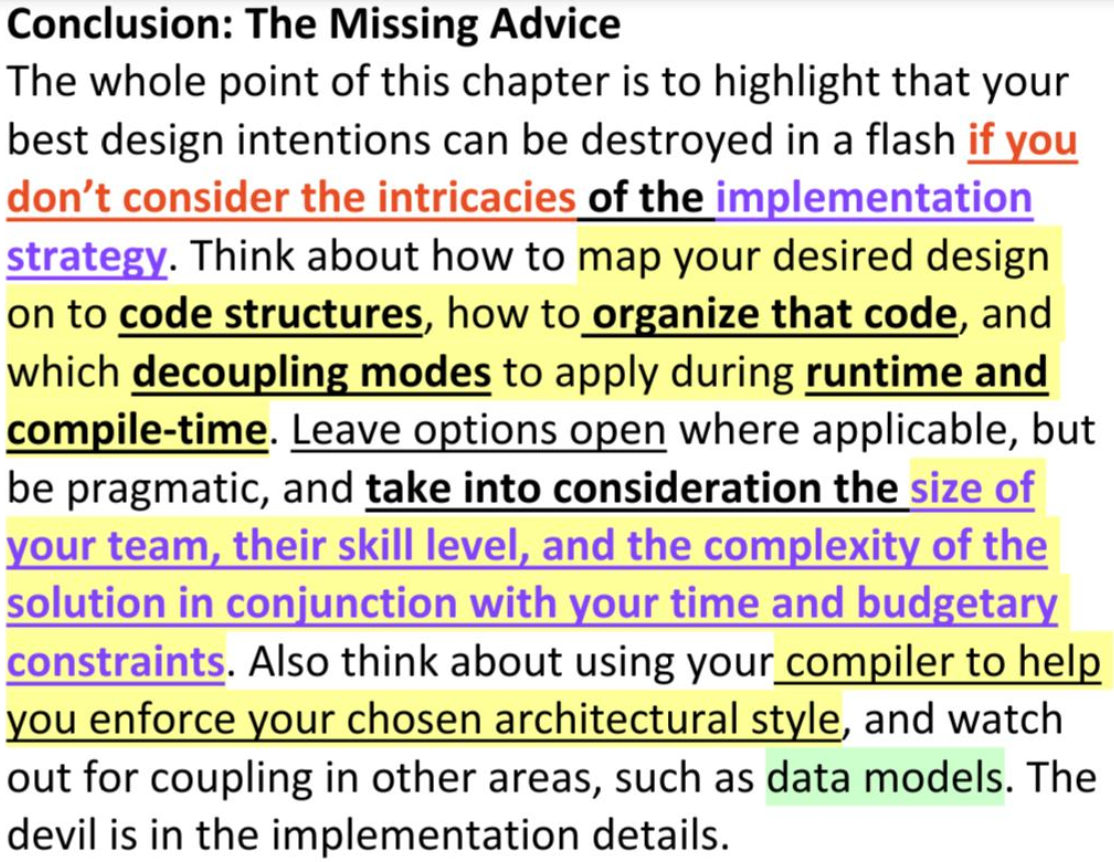 Conclusion: The Missing Advice
The whole point of this chapter is to highlight that your
best design intentions can be destroyed in a flash if you
don’t consider the intricacies of the implementation
strategy. Think about how to map your desired design
on to code structures, how to organize that code, and
which decoupling modes to apply during runtime and
compile-time. Leave options open where applicable, but
be pragmatic, and take into consideration the size of
your team, their skill level, and the complexity of the
solution in conjunction with your time and budgetary
constraints. Also think about using your compiler to help
you enforce your chosen architectural style, and watch
out for coupling in other areas, such as data models. The
devil is in the implementation details.